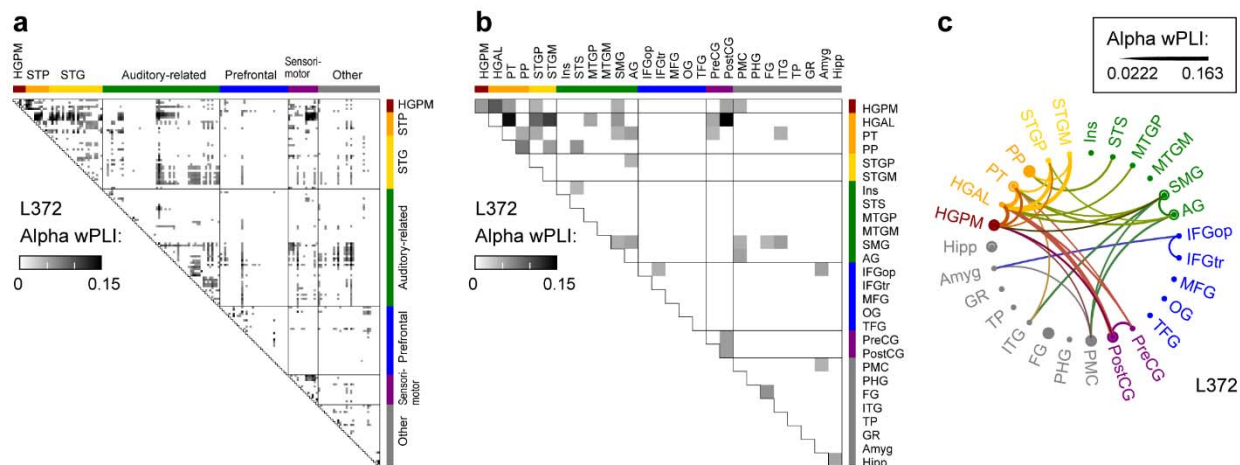 a
HGPM
STP
STG
Auditory-related
Prefrontal
Sensori-
motor
Other
HGPM
STP
STG
Auditory-related
Prefrontal
Sensori-
motor
Other
L372
Alpha wPLI:
0
0.15
b
HGPM
HGAL
PT
PP
STGP
STGM
Ins
STS
MTGP
MTGM
SMG
AG
IFGop
IFGtr
MFG
OG
TFG
PreCG
PostCG
PMC
PHG
FG
ITG
TP
GR
Amyg
Hipp
HGPM
HGAL
PT
PP
STGP
STGM
Ins
STS
MTGP
MTGM
SMG
AG
IFGop
IFGtr
MFG
OG
TFG
PreCG
PostCG
PMC
PHG
FG
ITG
TP
GR
Amyg
Hipp
L372
Alpha wPLI:
0
0.15
c
Alpha wPLI:
0.0222 0.163
HGPM
HGAL
PT
PP
STGP
STGM
Ins
STS
MTGP
MTGM
SMG
AG
IFGop
IFGtr
MFG
OG
TFG
PreCG
PostCG
PMC
PHG
FG
ITG
TP
GR
Amyg
Hipp
L372